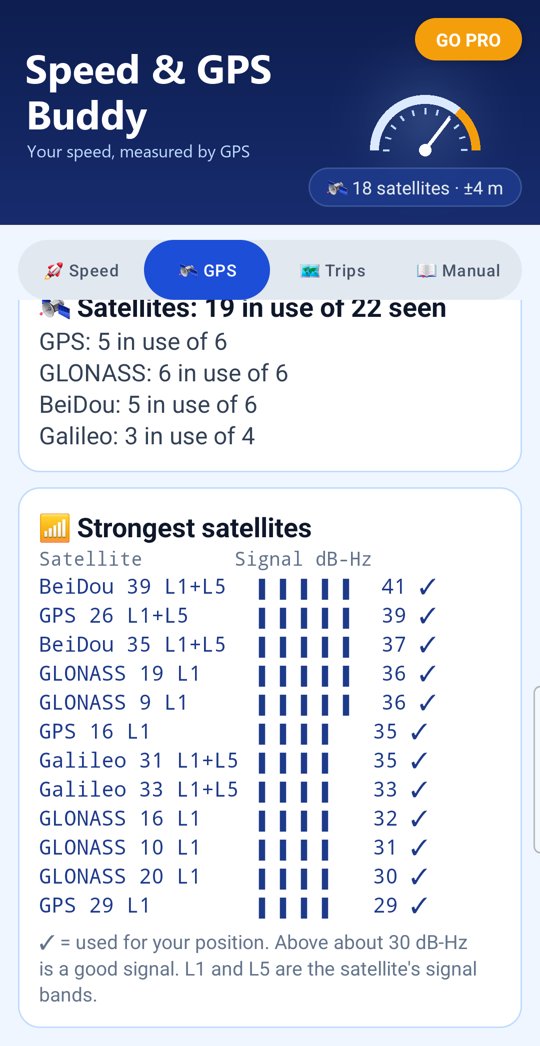 GO PRO
Speed & GPS
Buddy
Your speed, measured by GPS
18 satellites · ±4 m
Speed
GPS
Trips
Manual
Satellites: 19 in use of 22 seen
GPS: 5 in use of 6
GLONASS: 6 in use of 6
BeiDou: 5 in use of 6
Galileo: 3 in use of 4
Strongest satellites
Satellite Signal dB-Hz
BeiDou 39 L1+L5 41 ✓
GPS 26 L1+L5 39 ✓
BeiDou 35 L1+L5 37 ✓
GLONASS 19 L1 36 ✓
GLONASS 9 L1 36 ✓
GPS 16 L1 35 ✓
Galileo 31 L1+L5 35 ✓
Galileo 33 L1+L5 33 ✓
GLONASS 16 L1 32 ✓
GLONASS 10 L1 31 ✓
GLONASS 20 L1 30 ✓
GPS 29 L1 29 ✓
✓ = used for your position. Above about 30 dB-Hz
is a good signal. L1 and L5 are the satellite's signal
bands.